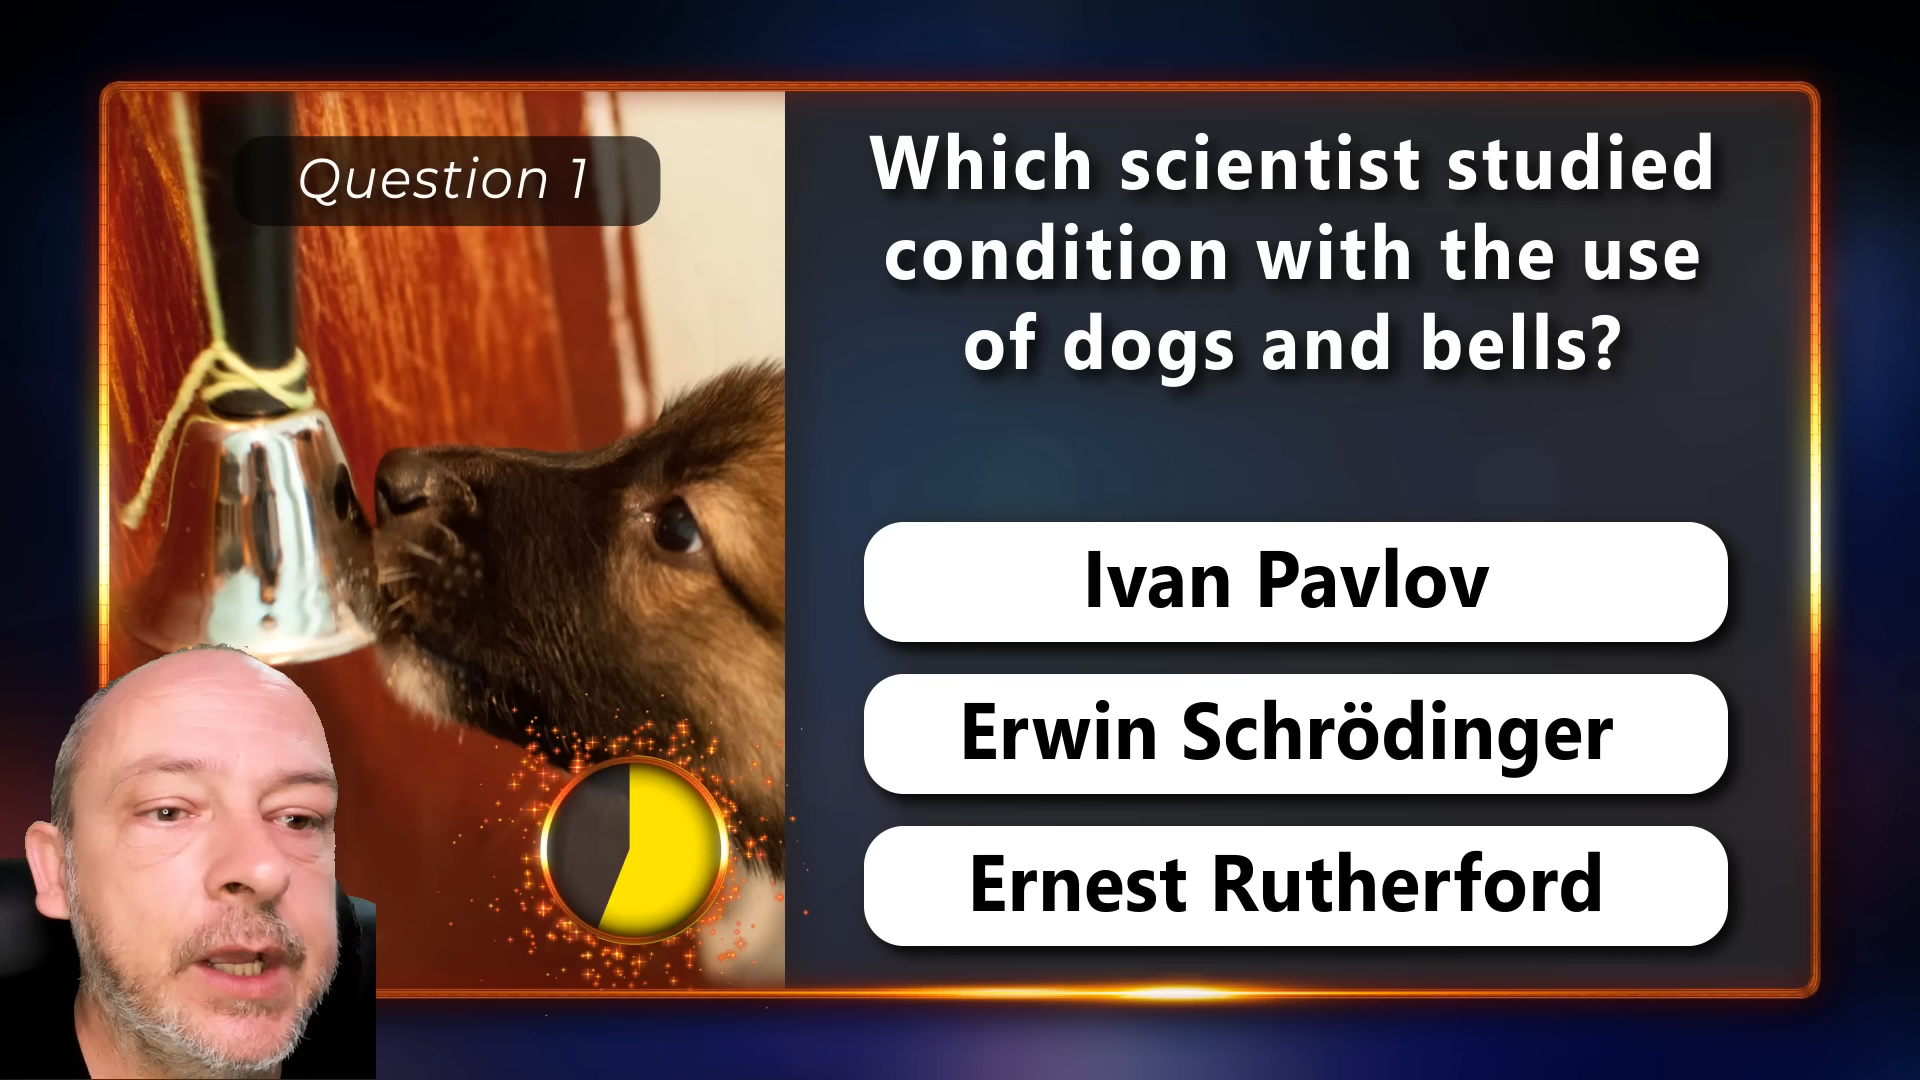 Question 1
Which scientist studied
condition with the use
of dogs and bells?
Ivan Pavlov
Erwin Schrödinger
Ernest Rutherford